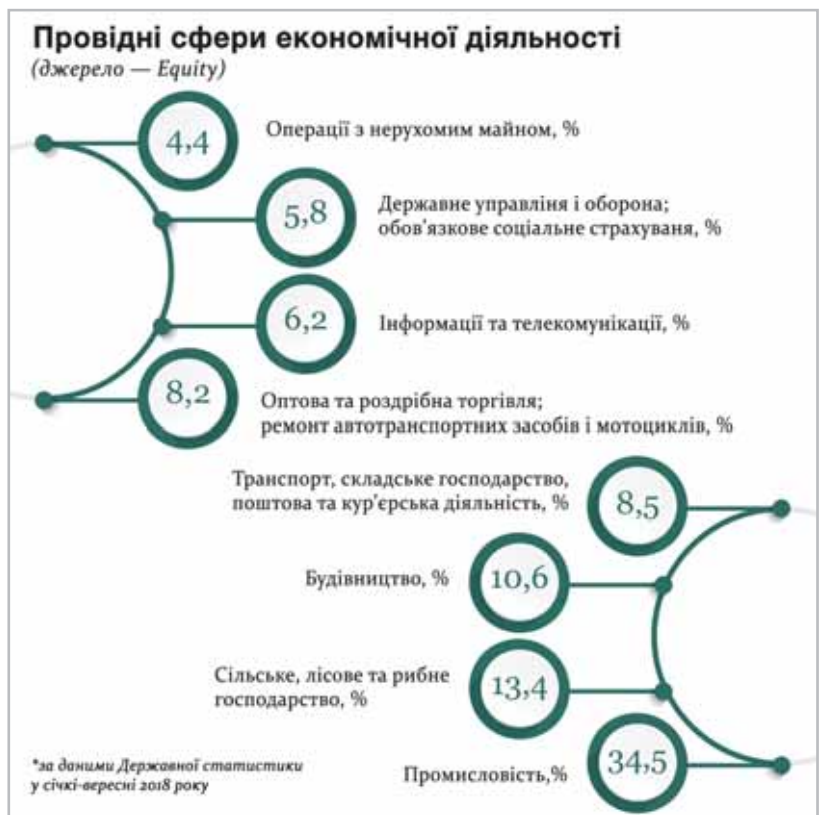 Провідні сфери економічної діяльності
(джерело — Equity)
4,4
Операції з нерухомим майном, %
5,8
Державне управліня і оборона;
обов'язкове соціальне страхуваня, %
6,2
Інформації та телекомунікації, %
8,2
Оптова та роздрібна торгівля;
ремонт автотранспортних засобів і мотоциклів, %
Транспорт, складське господарство,
поштова та кур'єрська діяльність, %
8,5
Будівництво, %
10,6
Сільське, лісове та рибне
господарство, %
13,4
Промисловість,%
34,5
*за даними Державної статистики
у січкі-вересні 2018 року